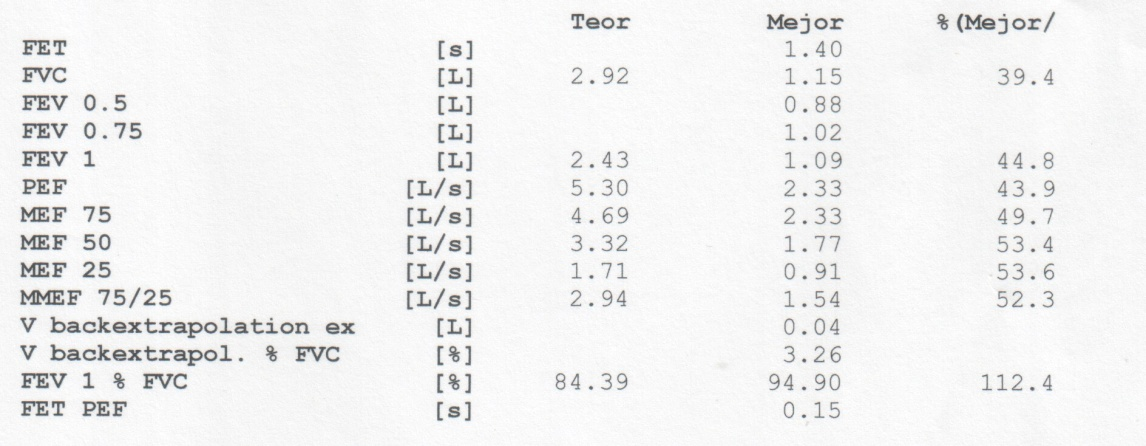 Teor Mejor %(Mejor/
FET [s] 1.40
FVC [L] 2.92 1.15 39.4
FEV 0.5 [L] 0.88
FEV 0.75 [L] 1.02
FEV 1 [L] 2.43 1.09 44.8
PEF [L/s] 5.30 2.33 43.9
MEF 75 [L/s] 4.69 2.33 49.7
MEF 50 [L/s] 3.32 1.77 53.4
MEF 25 [L/s] 1.71 0.91 53.6
MMEF 75/25 [L/s] 2.94 1.54 52.3
V backextrapolation ex [L] 0.04
V backextrapol. % FVC [%] 3.26
FEV 1 % FVC [%] 84.39 94.90 112.4
FET PEF [s] 0.15